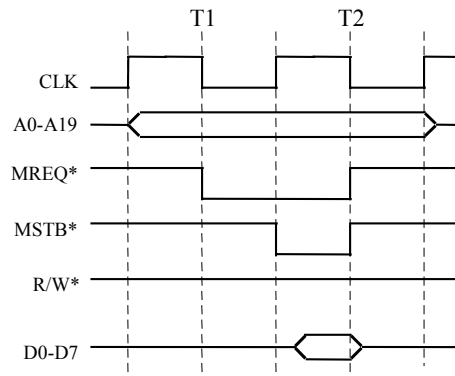 T1 T2
CLK
A0-A19
MREQ*
MSTB*
R/W*
D0-D7